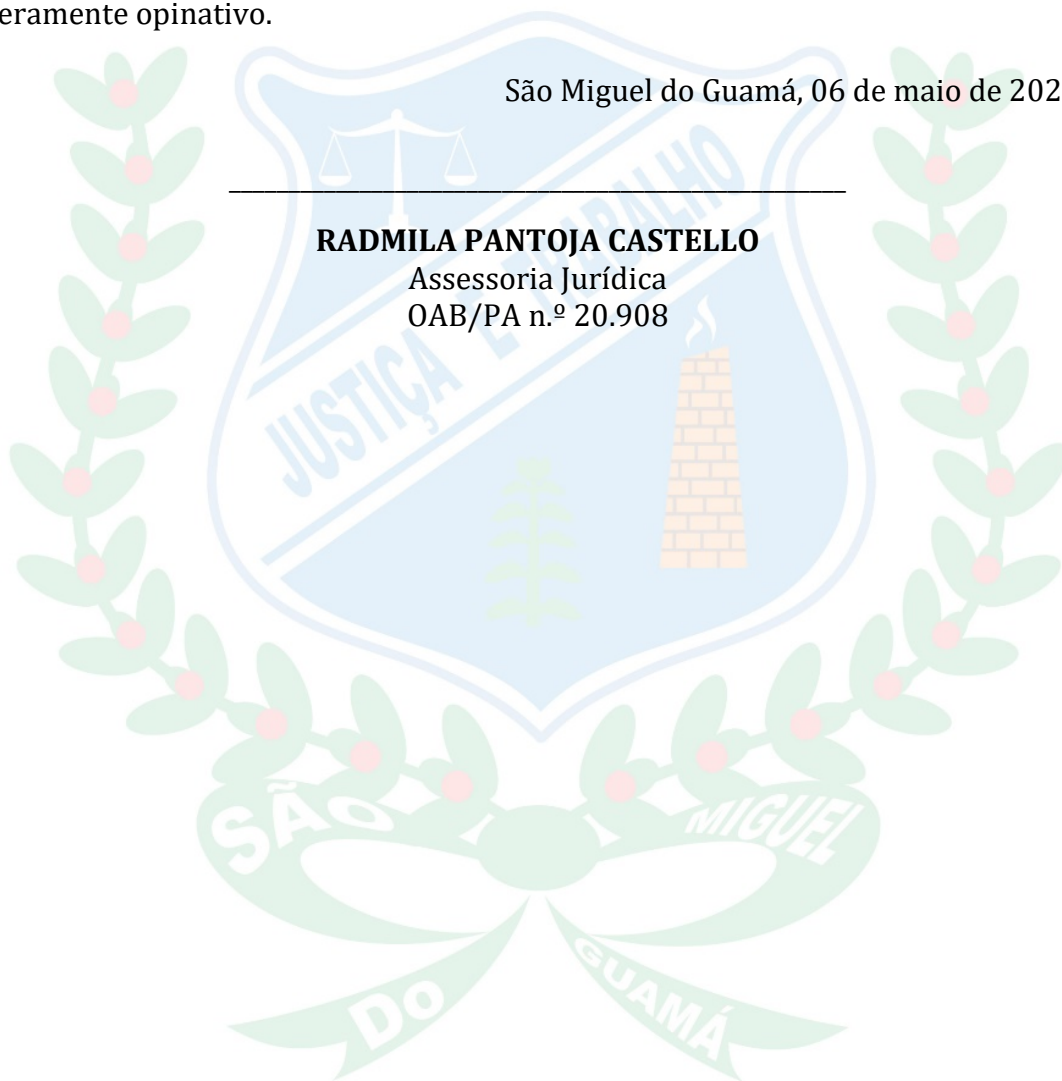 eramente opinativo.
São Miguel do Guamá, 06 de maio de 202
RADMILA PANTOJA CASTELLO
Assessoria Jurídica
OAB/PA n.º 20.908
JUSTIÇA E TRABALHO
SÃO MIGUEL
DO GUAMÁ